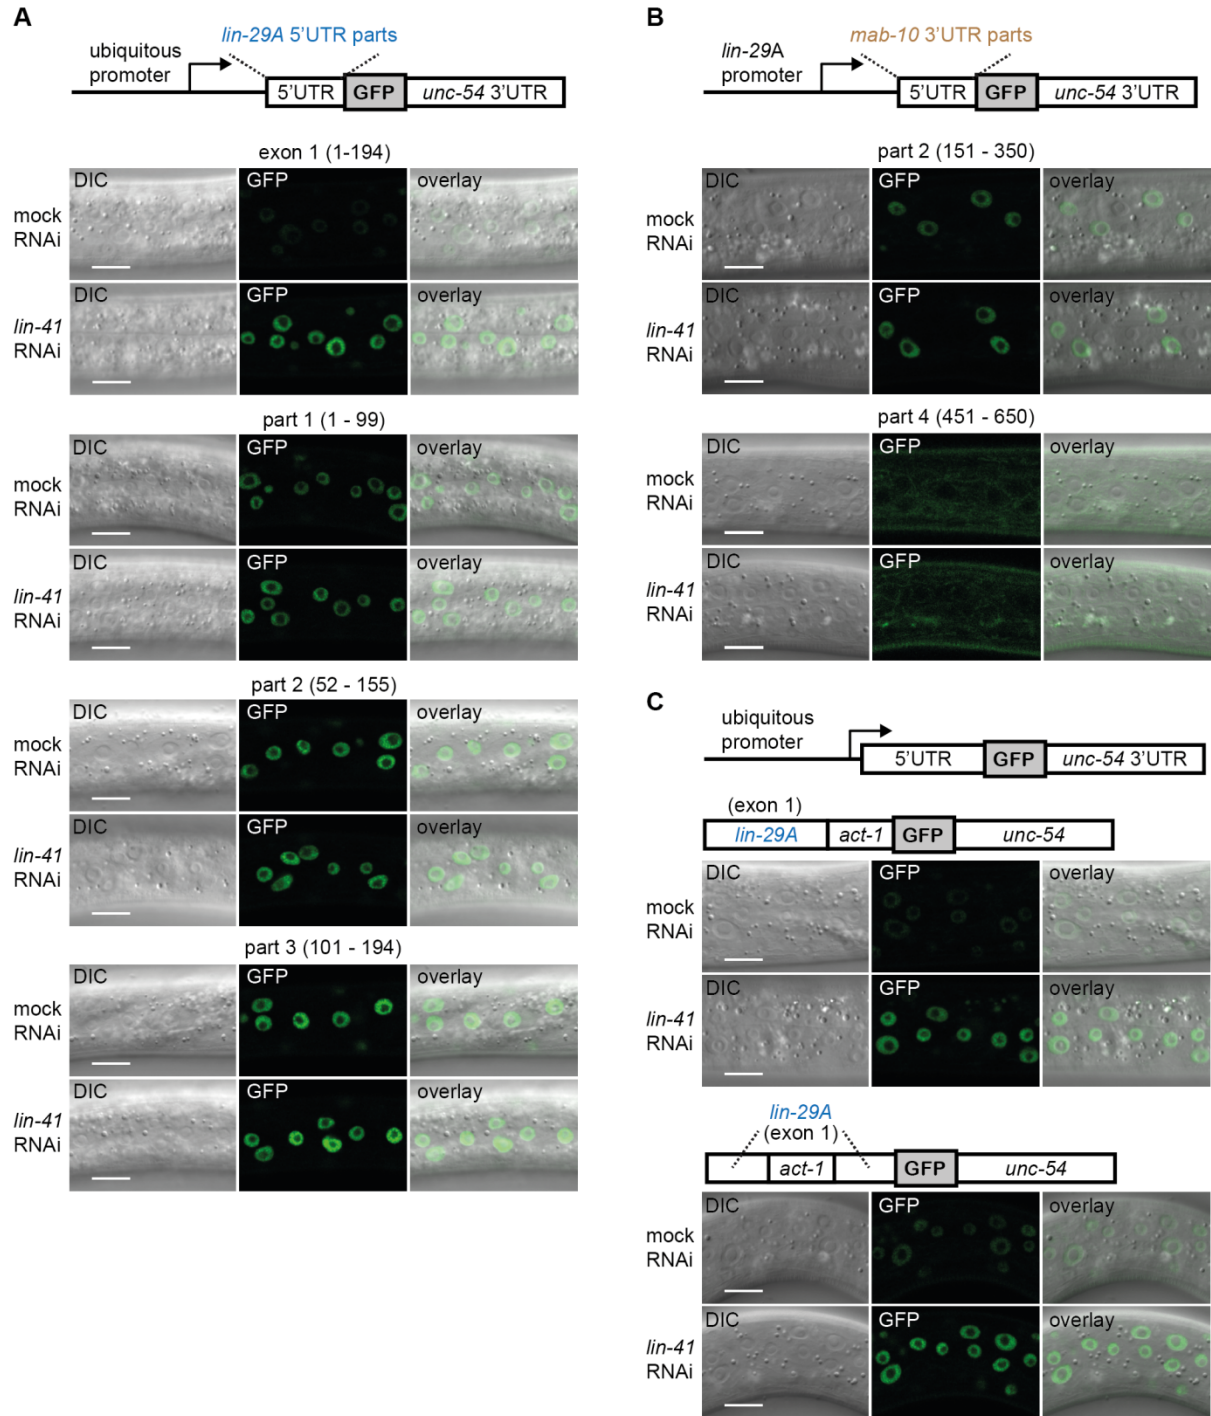 A
lin-29A 5'UTR parts
ubiquitous
promoter
5'UTR GFP unc-54 3'UTR
exon 1 (1-194)
DIC GFP overlay
mock
RNAi
DIC GFP overlay
lin-41
RNAi
part 1 (1 - 99)
DIC GFP overlay
mock
RNAi
DIC GFP overlay
lin-41
RNAi
part 2 (52 - 155)
DIC GFP overlay
mock
RNAi
DIC GFP overlay
lin-41
RNAi
part 3 (101 - 194)
DIC GFP overlay
mock
RNAi
DIC GFP overlay
lin-41
RNAi
B
mab-10 3'UTR parts
lin-29A
promoter
5'UTR GFP unc-54 3'UTR
part 2 (151 - 350)
DIC GFP overlay
mock
RNAi
DIC GFP overlay
lin-41
RNAi
part 4 (451 - 650)
DIC GFP overlay
mock
RNAi
DIC GFP overlay
lin-41
RNAi
C
ubiquitous
promoter
5'UTR GFP unc-54 3'UTR
(exon 1)
lin-29A act-1 GFP unc-54
DIC GFP overlay
mock
RNAi
DIC GFP overlay
lin-41
RNAi
lin-29A
(exon 1)
act-1 GFP unc-54
DIC GFP overlay
mock
RNAi
DIC GFP overlay
lin-41
RNAi